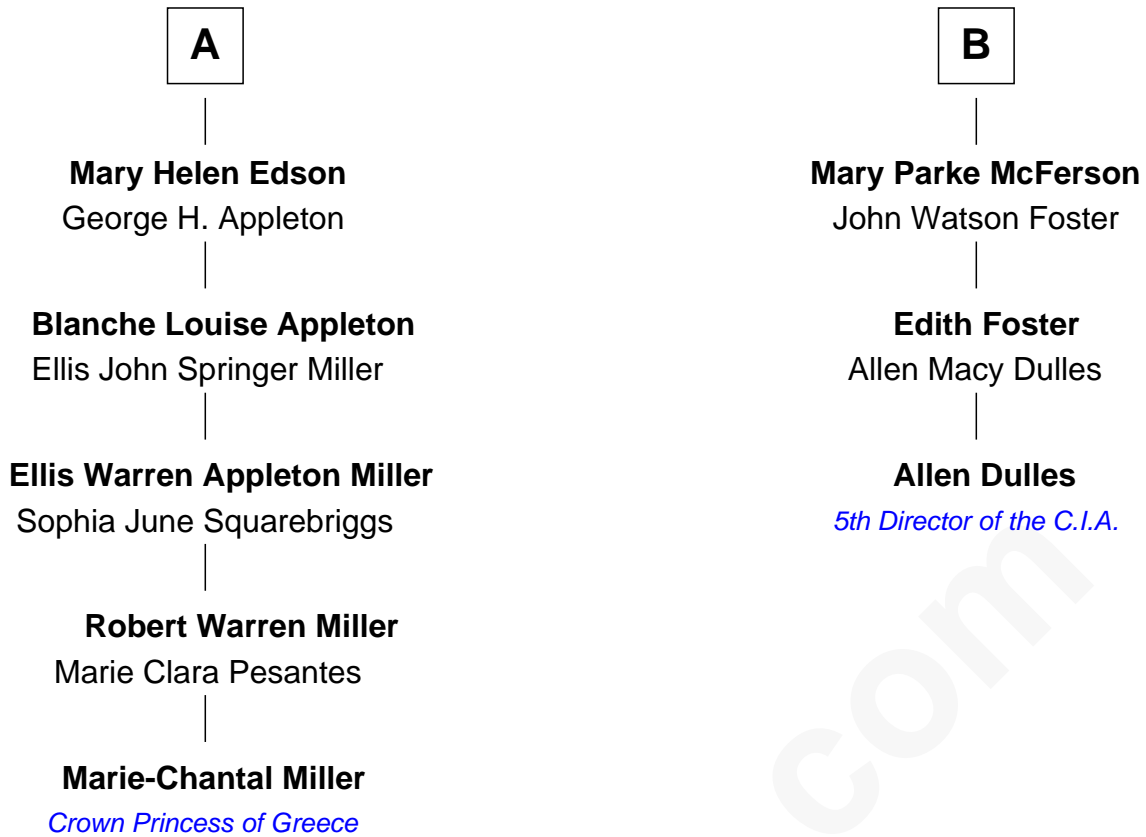 A
Mary Helen Edson
George H. Appleton
Blanche Louise Appleton
Ellis John Springer Miller
Ellis Warren Appleton Miller
Sophia June Squarebriggs
Robert Warren Miller
Marie Clara Pesantes
Marie-Chantal Miller
Crown Princess of Greece
B
Mary Parke McFerson
John Watson Foster
Edith Foster
Allen Macy Dulles
Allen Dulles
5th Director of the C.I.A.
com